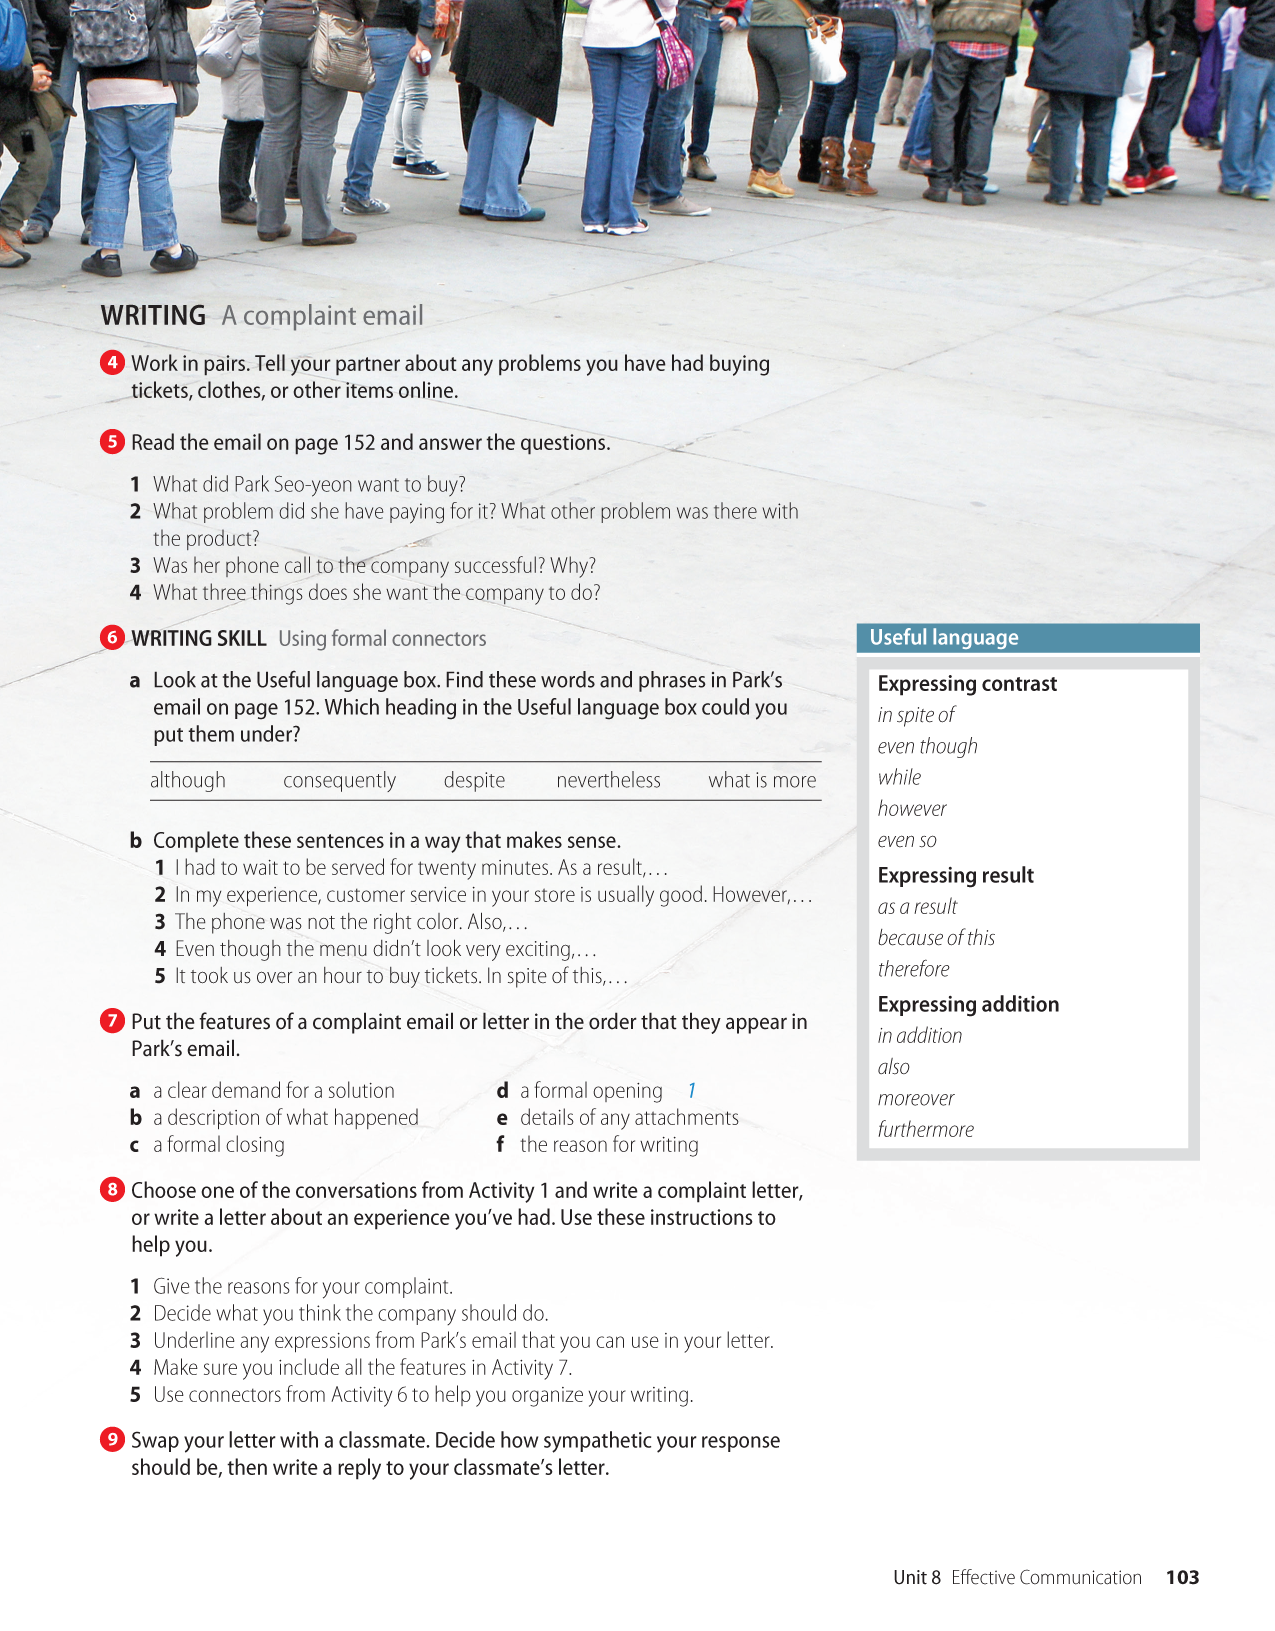 WRITING A complaint email
4 Work in pairs. Tell your partner about any problems you have had buying
tickets, clothes, or other items online.
5 Read the email on page 152 and answer the questions.
1 What did Park Seo-yeon want to buy?
2 What problem did she have paying for it? What other problem was there with
the product?
3 Was her phone call to the company successful? Why?
4 What three things does she want the company to do?
6 WRITING SKILL Using formal connectors
a Look at the Useful language box. Find these words and phrases in Park's
email on page 152. Which heading in the Useful language box could you
put them under?
although consequently despite nevertheless what is more
b Complete these sentences in a way that makes sense.
1 I had to wait to be served for twenty minutes. As a result,…
2 In my experience, customer service in your store is usually good. However,…
3 The phone was not the right color. Also,…
4 Even though the menu didn't look very exciting,…
5 It took us over an hour to buy tickets. In spite of this,…
7 Put the features of a complaint email or letter in the order that they appear in
Park's email.
a a clear demand for a solution
b a description of what happened
c a formal closing
d a formal opening 1
e details of any attachments
f the reason for writing
8 Choose one of the conversations from Activity 1 and write a complaint letter,
or write a letter about an experience you've had. Use these instructions to
help you.
1 Give the reasons for your complaint.
2 Decide what you think the company should do.
3 Underline any expressions from Park's email that you can use in your letter.
4 Make sure you include all the features in Activity 7.
5 Use connectors from Activity 6 to help you organize your writing.
9 Swap your letter with a classmate. Decide how sympathetic your response
should be, then write a reply to your classmate's letter.
Useful language
Expressing contrast
in spite of
even though
while
however
even so
Expressing result
as a result
because of this
therefore
Expressing addition
in addition
also
moreover
furthermore
Unit 8 Effective Communication 103